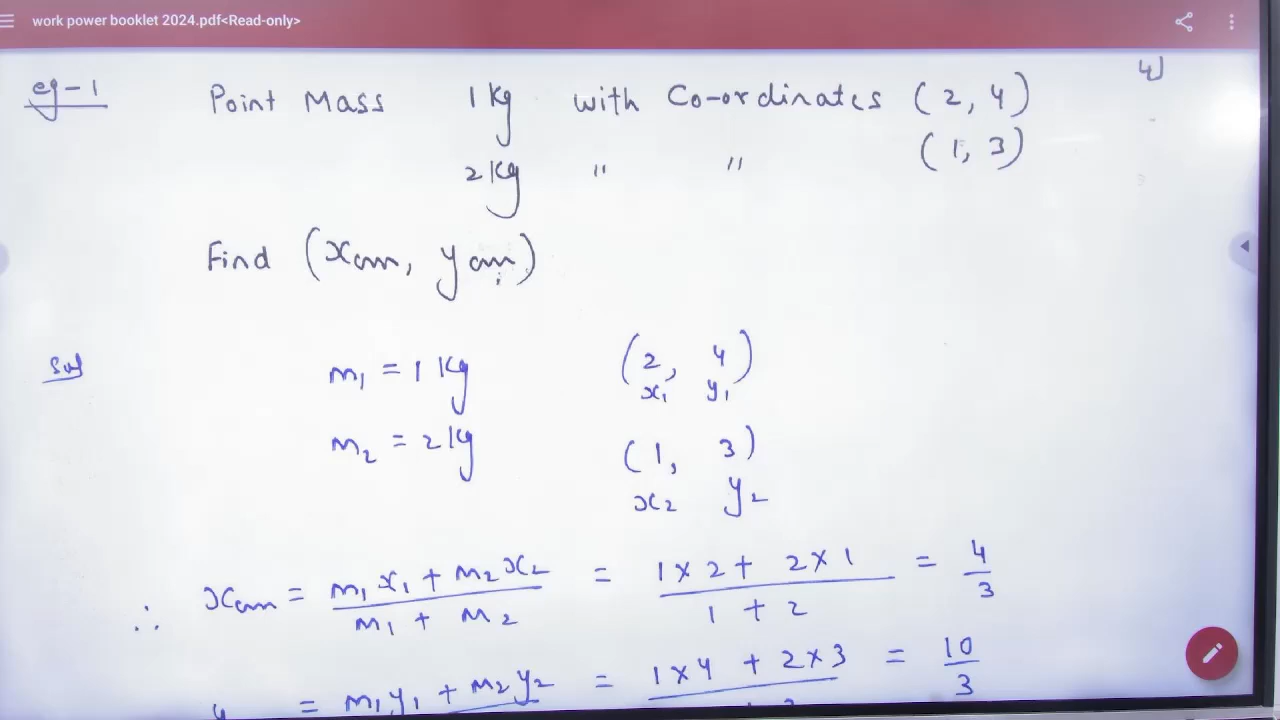 work power booklet 2024.pdf<Read-only>
4)
eg-1 Point Mass 1 kg with Co-ordinates (2, 4)
2 kg " " (1, 3)
Find (xcm, ycm)
Sol m₁ = 1 kg (2, 4)
x₁ y₁
m₂ = 2 kg (1, 3)
x₂ y₂
∴ xcm = (m₁x₁ + m₂x₂)/(m₁ + m₂) = (1×2 + 2×1)/(1 + 2) = 4/3
= m₁y₁ + m₂y₂ = 1×4 + 2×3 = 10/3